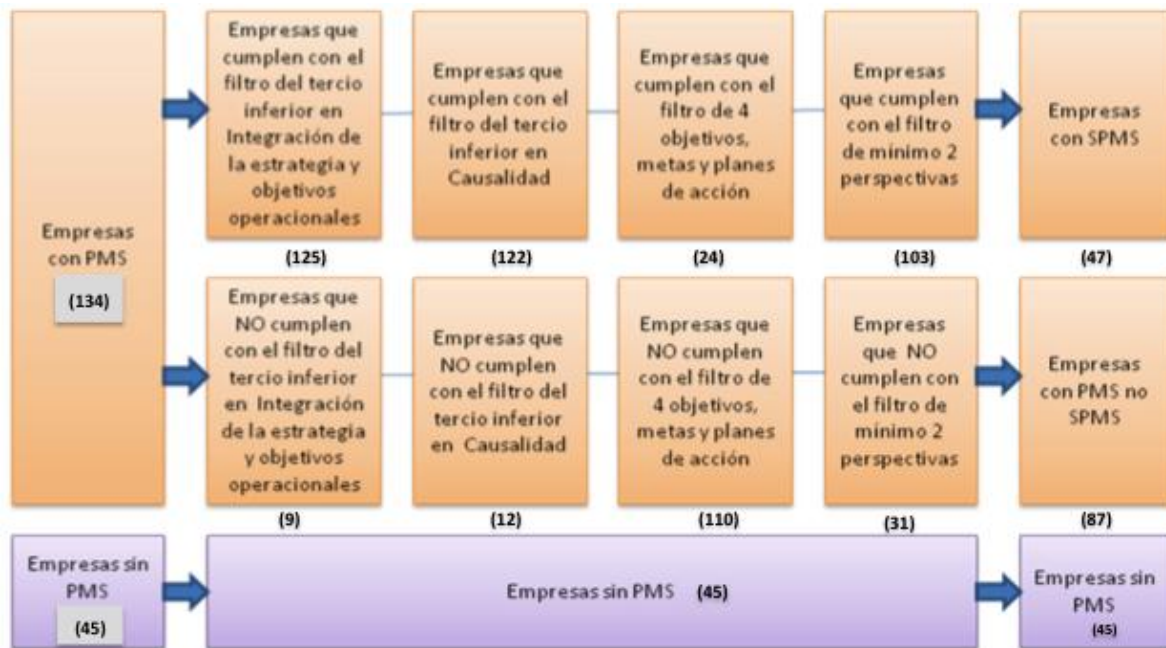 Empresas
con PMS
(134)
Empresas que
cumplen con el
filtro del tercio
inferior en
Integración de
la estrategia y
objetivos
operacionales
(125)
Empresas que
cumplen con el
filtro del tercio
inferior en
Causalidad
(122)
Empresas que
cumplen con el
filtro de 4
objetivos,
metas y planes
de acción
(24)
Empresas
que cumplen
con el filtro
de mínimo 2
perspectivas
(103)
Empresas
con SPMS
(47)
Empresas que
NO cumplen
con el filtro del
tercio inferior
en Integración
de la estrategia
y objetivos
operacionales
(9)
Empresas que
NO cumplen
con el filtro del
tercio inferior
en Causalidad
(12)
Empresas que
NO cumplen
con el filtro de
4 objetivos,
metas y planes
de acción
(110)
Empresas
que NO
cumplen con
el filtro de
mínimo 2
perspectivas
(31)
Empresas
con PMS no
SPMS
(87)
Empresas sin
PMS
(45)
Empresas sin PMS (45)
Empresas sin
PMS
(45)